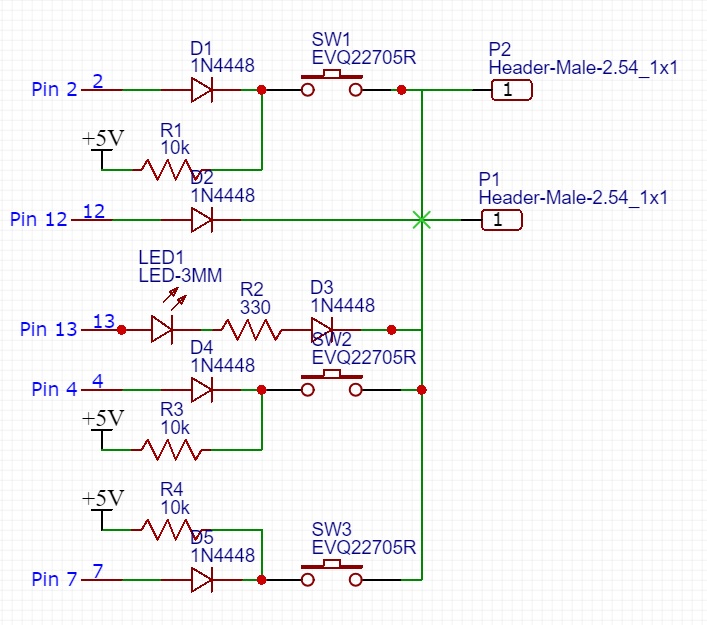 SW1
EVQ22705R
D1
1N4448
P2
Header-Male-2.54_1x1
Pin 2
2
1
+5V
R1
10k
D2
1N4448
P1
Header-Male-2.54_1x1
Pin 12
12
1
LED1
LED-3MM
R2
330
D3
1N4448
Pin 13
13
SW2
EVQ22705R
D4
1N4448
Pin 4
4
+5V
R3
10k
+5V
R4
10k
D5
1N4448
SW3
EVQ22705R
Pin 7
7